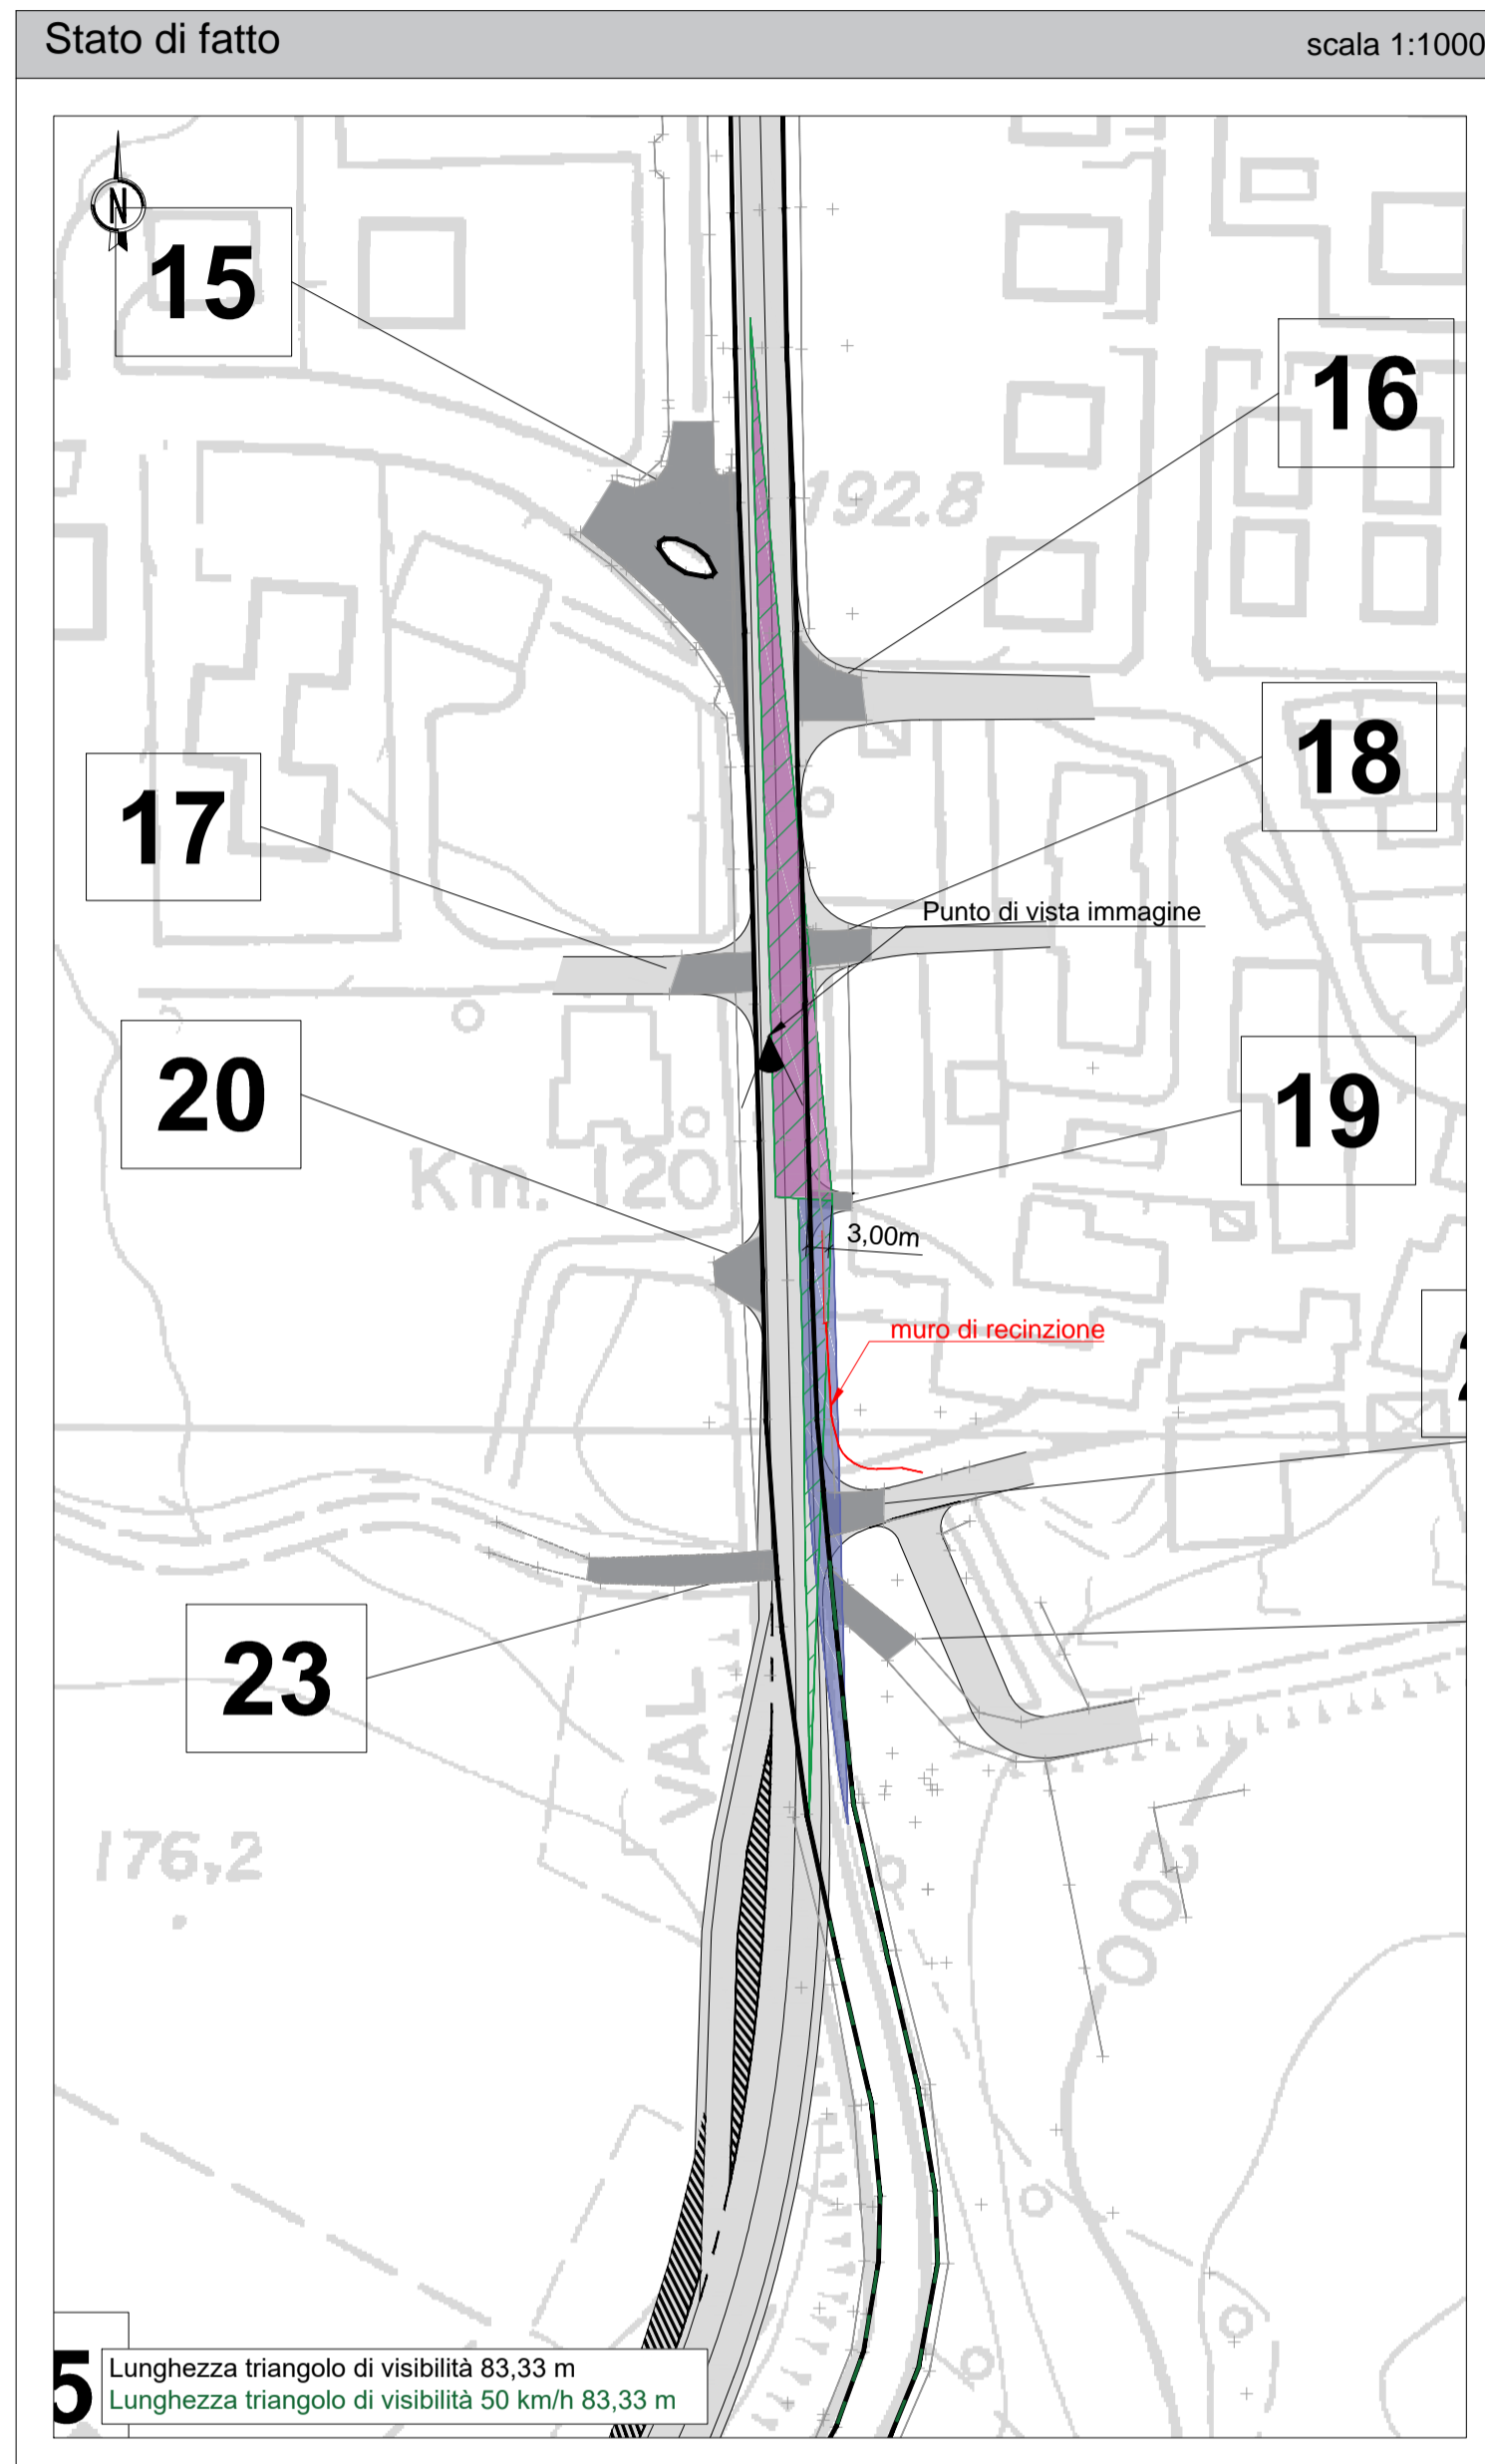 Stato di fatto
scala 1:1000
N
15
16
192.8
18
17
Punto di vista immagine
20
19
Km. 120
3,00m
muro di recinzione
23
VAL
176,2
200
5
Lunghezza triangolo di visibilità 83,33 m
Lunghezza triangolo di visibilità 50 km/h 83,33 m